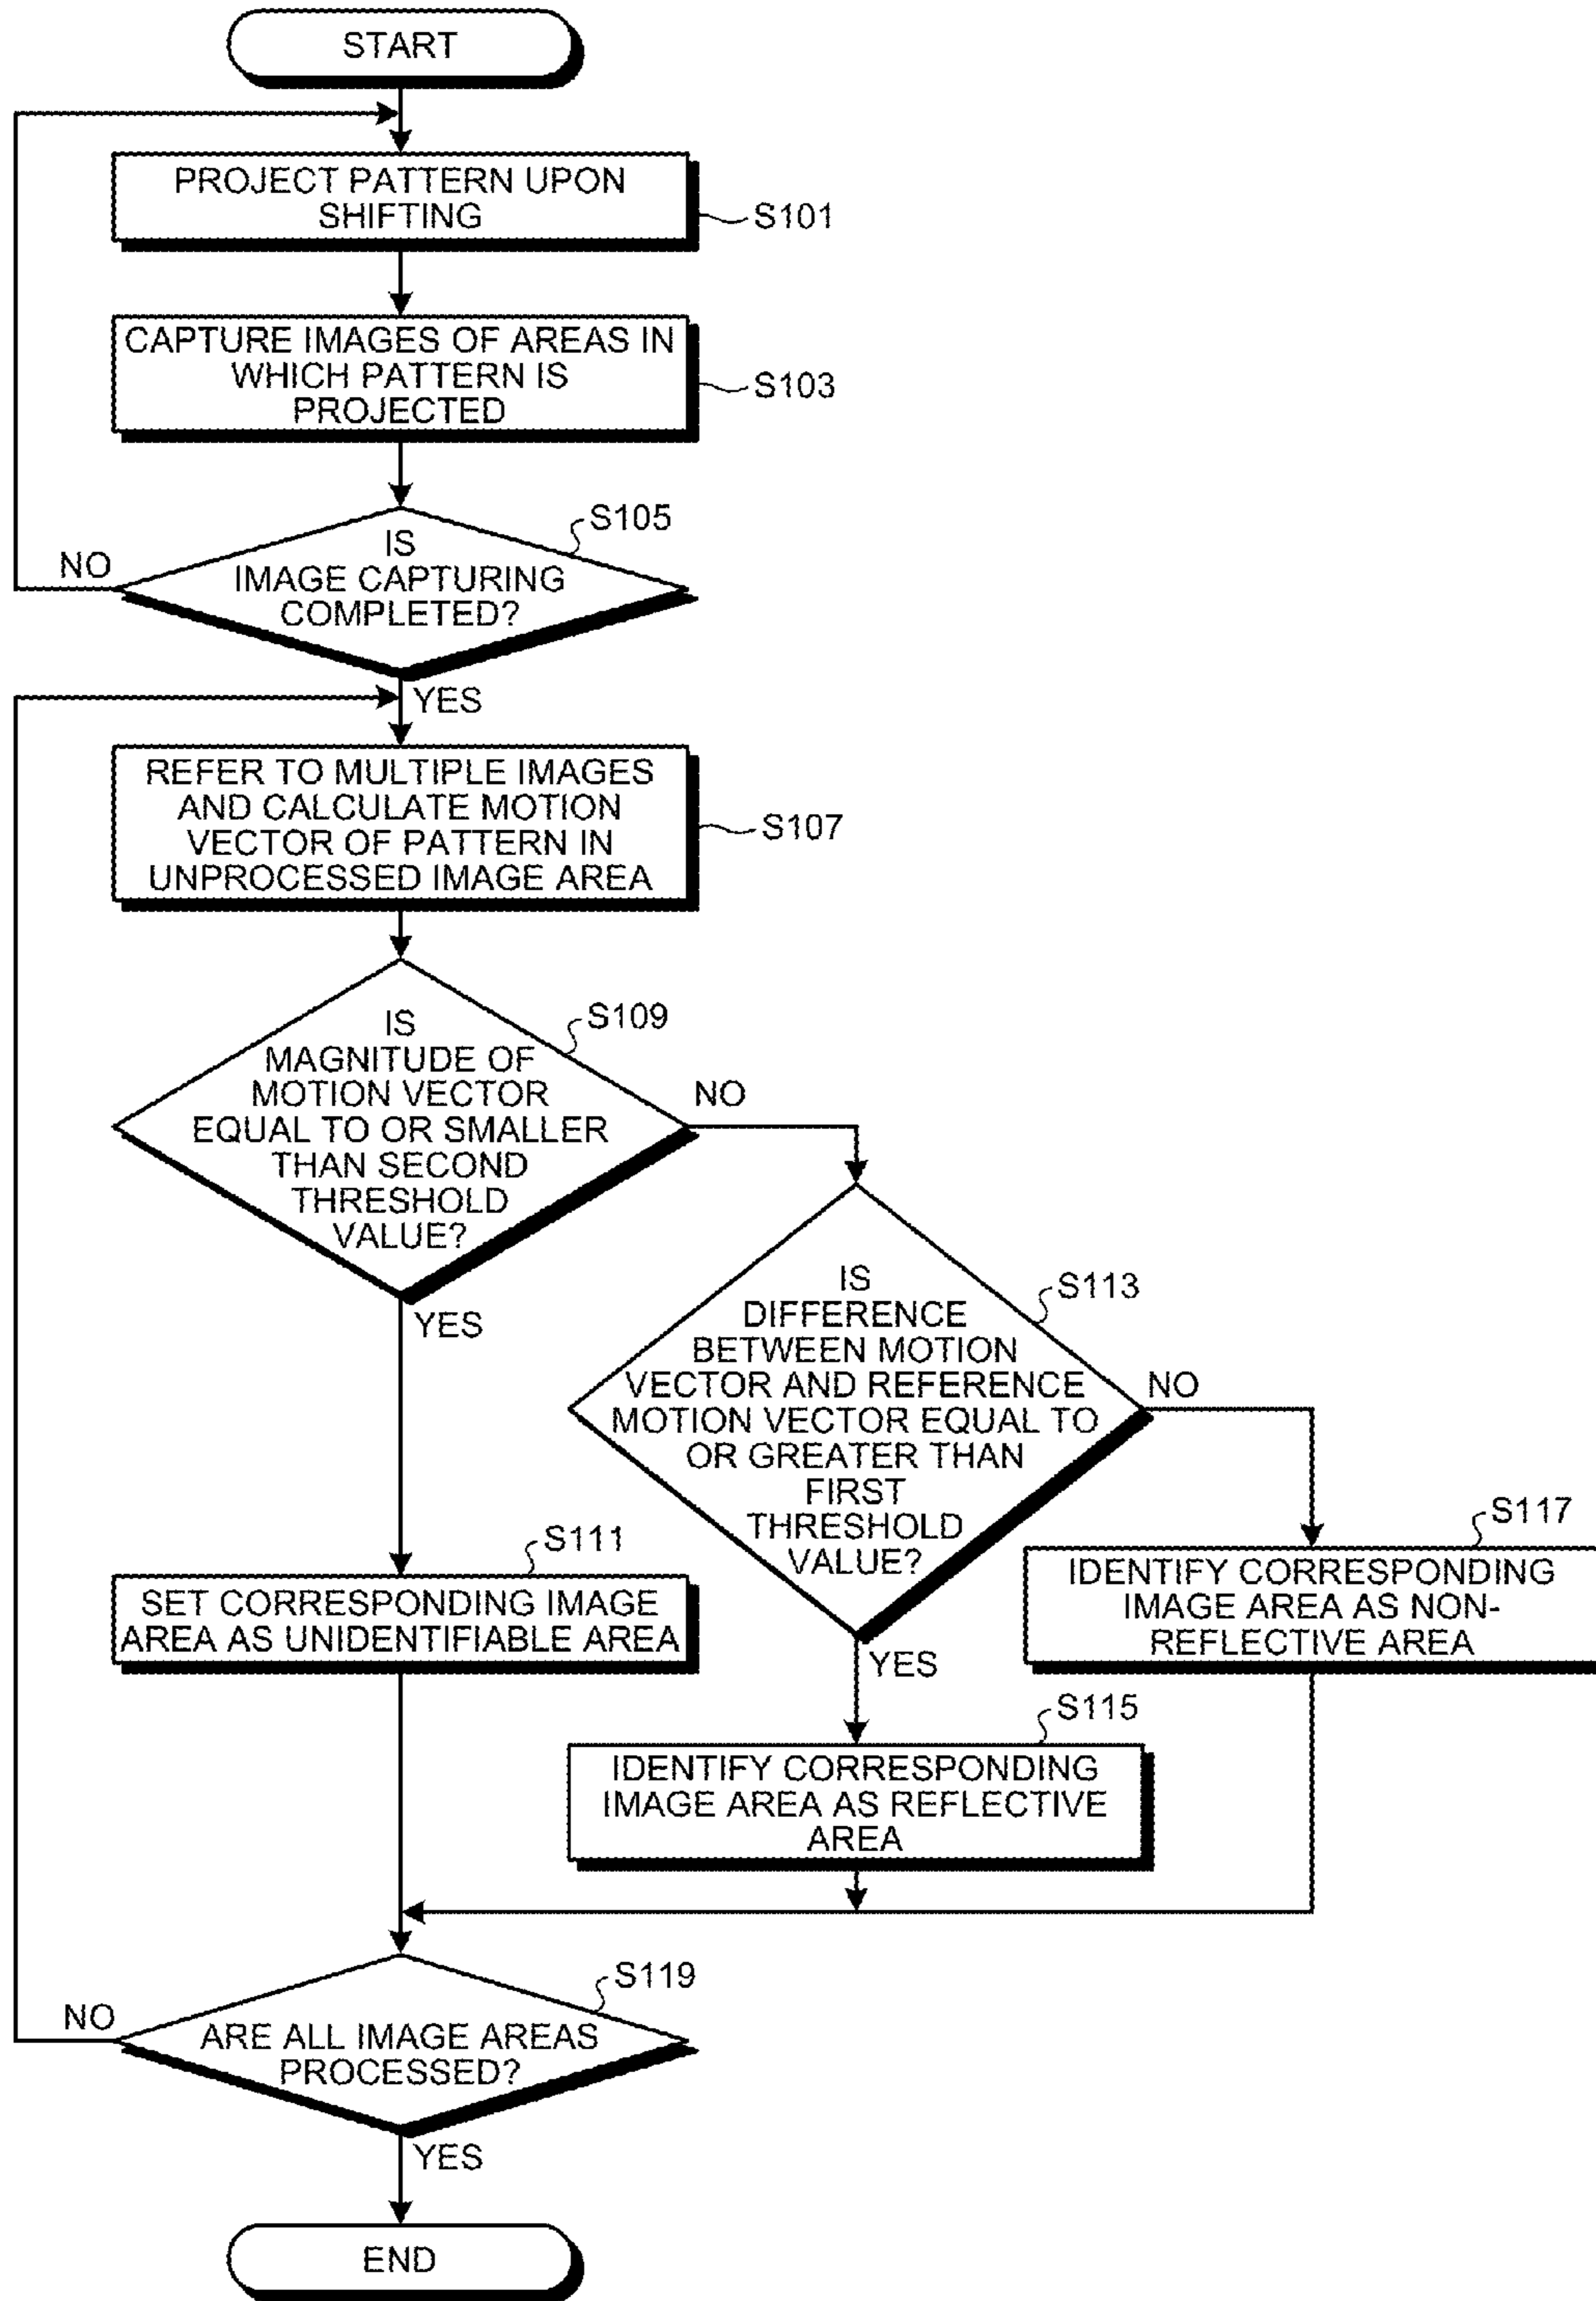 START
PROJECT PATTERN UPON
SHIFTING
S101
CAPTURE IMAGES OF AREAS IN
WHICH PATTERN IS
PROJECTED
S103
S105
IS
IMAGE CAPTURING
COMPLETED?
NO
YES
REFER TO MULTIPLE IMAGES
AND CALCULATE MOTION
VECTOR OF PATTERN IN
UNPROCESSED IMAGE AREA
S107
S109
IS
MAGNITUDE OF
MOTION VECTOR
EQUAL TO OR SMALLER
THAN SECOND
THRESHOLD
VALUE?
NO
YES
S113
IS
DIFFERENCE
BETWEEN MOTION
VECTOR AND REFERENCE
MOTION VECTOR EQUAL TO
OR GREATER THAN
FIRST
THRESHOLD
VALUE?
NO
YES
S111
SET CORRESPONDING IMAGE
AREA AS UNIDENTIFIABLE AREA
S117
IDENTIFY CORRESPONDING
IMAGE AREA AS NON-
REFLECTIVE AREA
S115
IDENTIFY CORRESPONDING
IMAGE AREA AS REFLECTIVE
AREA
S119
ARE ALL IMAGE AREAS
PROCESSED?
NO
YES
END